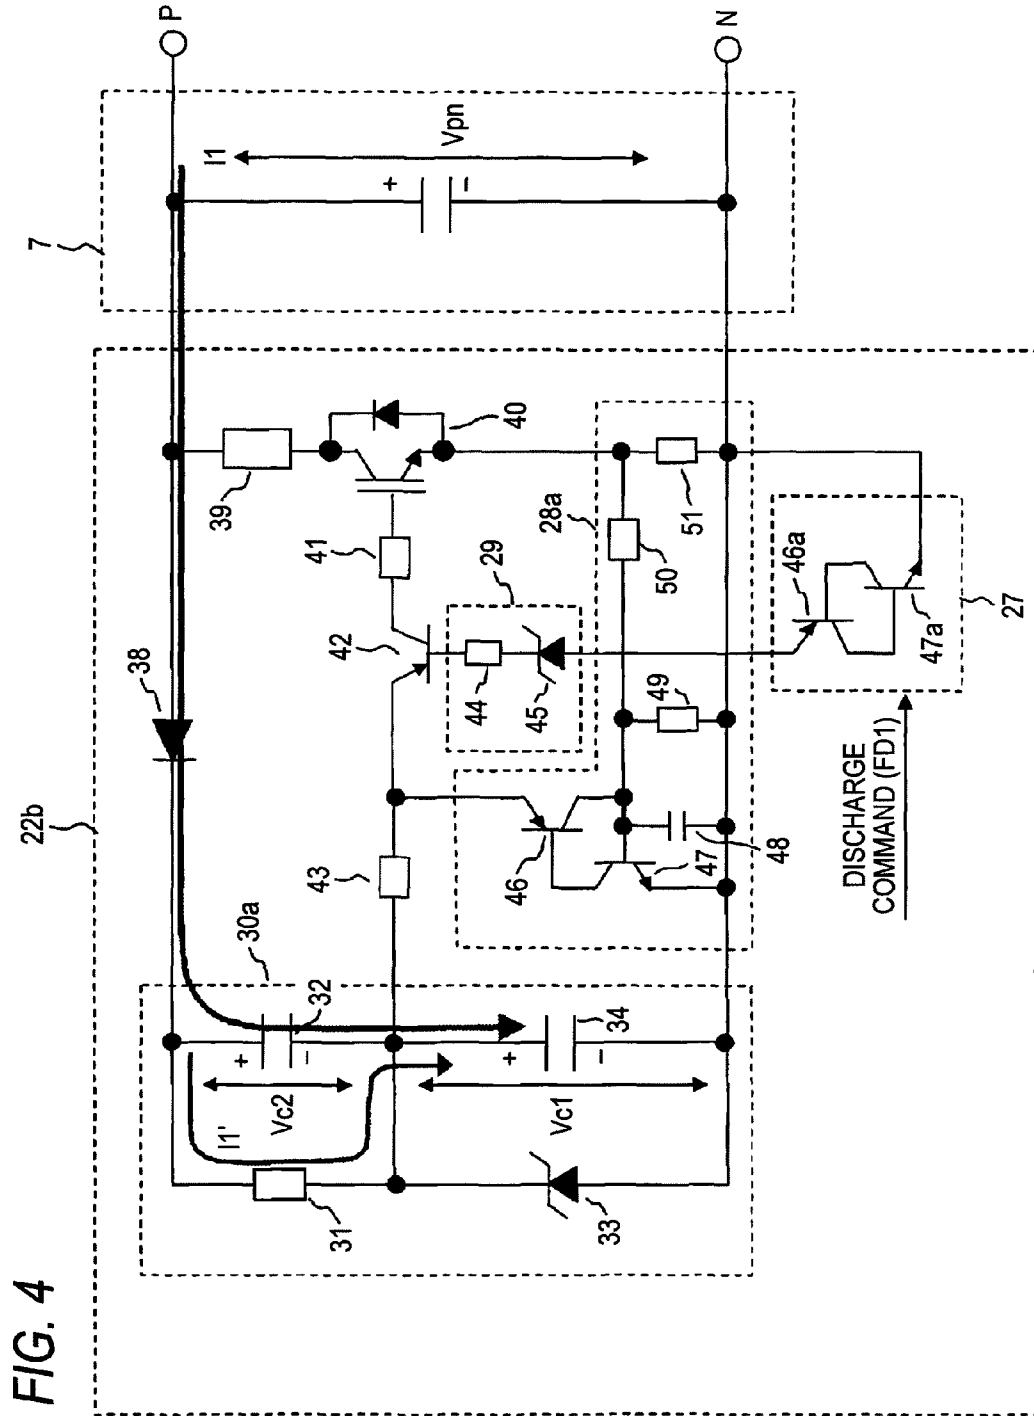 FIG. 4
22b
7
P
N
I1
Vpn
+
−
38
39
40
41
42
43
44
45
29
28a
50
51
49
46
47
48
46a
47a
27
30a
32
+
−
Vc2
I1'
31
34
+
−
Vc1
33
DISCHARGE
COMMAND (FD1)